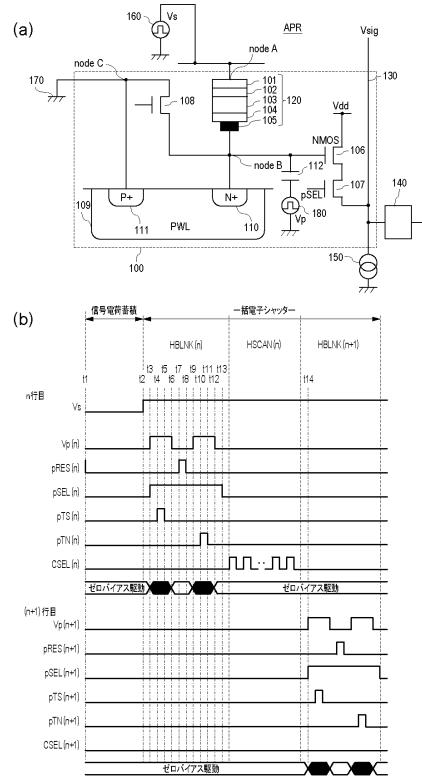 (a)
160
Vs
APR
Vsig
node A
node C
170
101
102
103
104
105
120
130
108
Vdd
NMOS
106
node B
112
107
pSEL
140
109
P+
N+
180
Vp
111
PWL
110
100
150
(b)
信号電荷蓄積
一括電子シャッター
HBLNK(n)
HSCAN(n)
HBLNK(n+1)
t1 t2 t3 t4 t5 t6 t7 t8 t9 t10 t11 t12 t13 t14
n行目
Vs
Vp(n)
pRES(n)
pSEL(n)
pTS(n)
pTN(n)
CSEL(n)
ゼロバイアス駆動 ゼロバイアス駆動
(n+1)行目
Vp(n+1)
pRES(n+1)
pSEL(n+1)
pTS(n+1)
pTN(n+1)
CSEL(n+1)
ゼロバイアス駆動